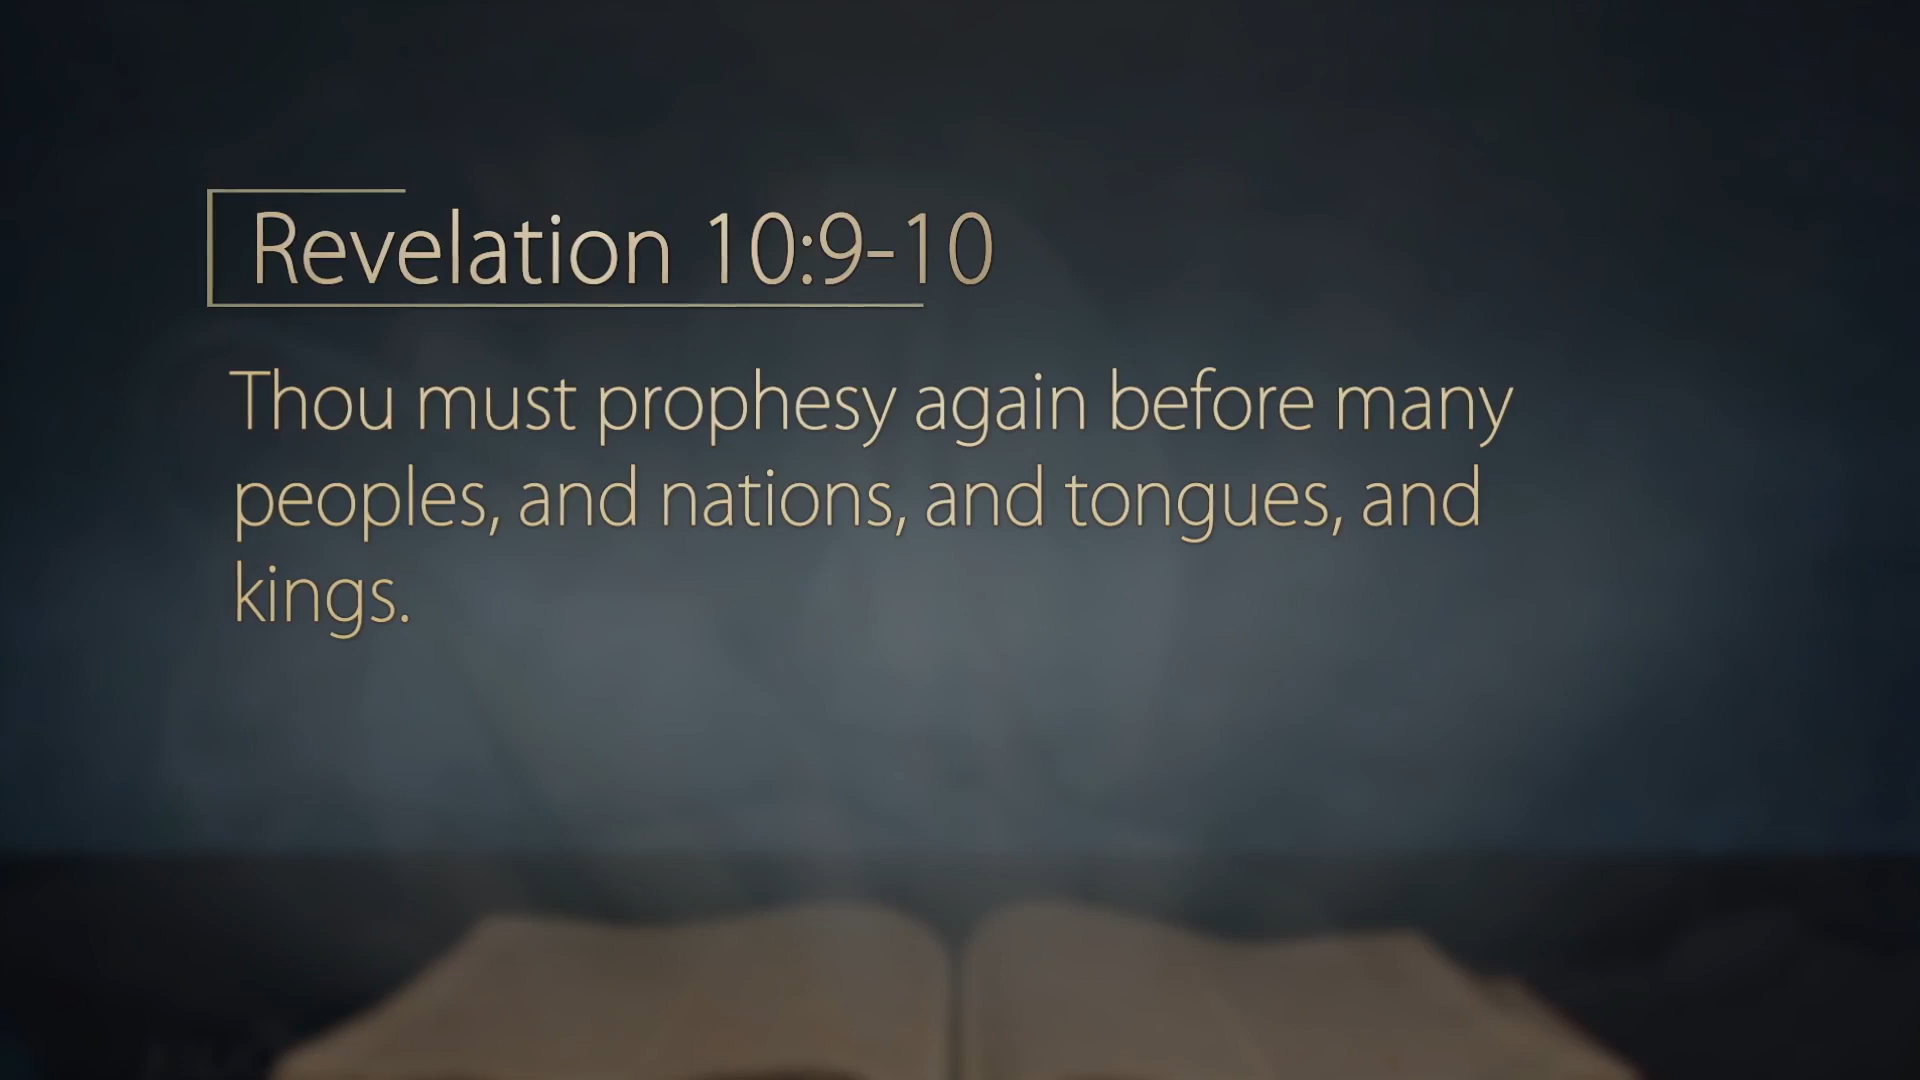 Revelation 10:9-10
Thou must prophesy again before many
peoples, and nations, and tongues, and
kings.